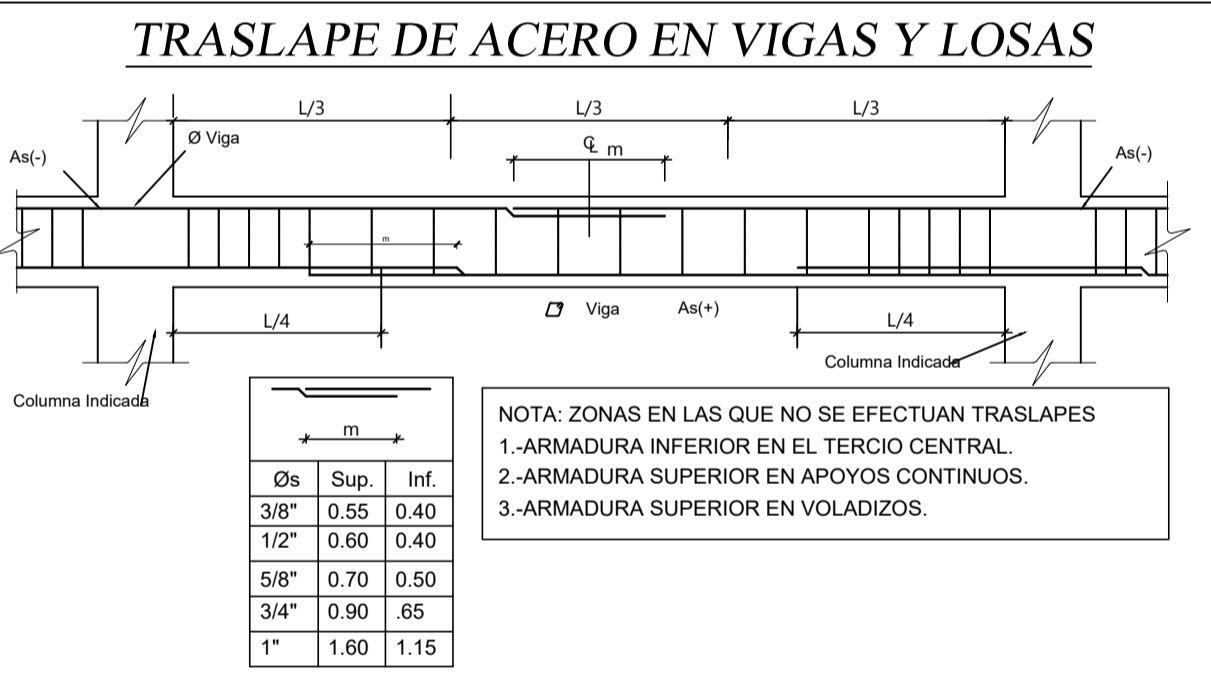 TRASLAPE DE ACERO EN VIGAS Y LOSAS
L/3 L/3 L/3
As(-) Ø Viga ℄ m As(-)
m
Viga As(+)
L/4 L/4
Columna Indicada Columna Indicada
m
Øs Sup. Inf.
3/8" 0.55 0.40
1/2" 0.60 0.40
5/8" 0.70 0.50
3/4" 0.90 .65
1" 1.60 1.15
NOTA: ZONAS EN LAS QUE NO SE EFECTUAN TRASLAPES
1.-ARMADURA INFERIOR EN EL TERCIO CENTRAL.
2.-ARMADURA SUPERIOR EN APOYOS CONTINUOS.
3.-ARMADURA SUPERIOR EN VOLADIZOS.